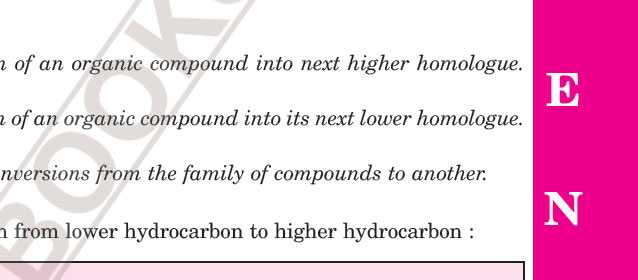 n of an organic compound into next higher homologue.
n of an organic compound into its next lower homologue.
nversions from the family of compounds to another.
n from lower hydrocarbon to higher hydrocarbon :
E
N
BOOK